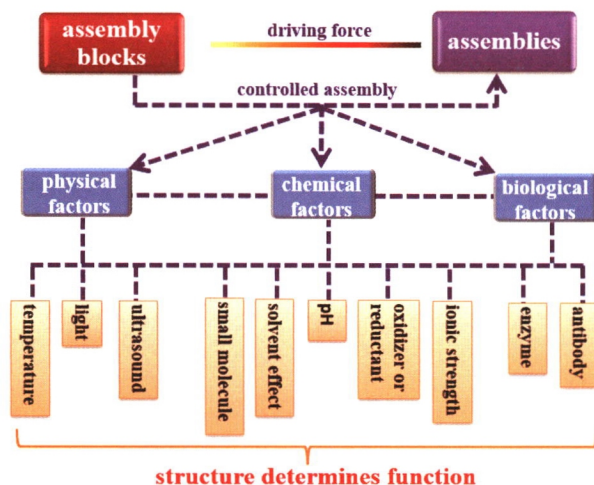 assembly
blocks
driving force
assemblies
controlled assembly
physical
factors
chemical
factors
biological
factors
temperature
light
ultrasound
small molecule
solvent effect
pH
oxidizer or
reductant
ionic strength
enzyme
antibody
structure determines function